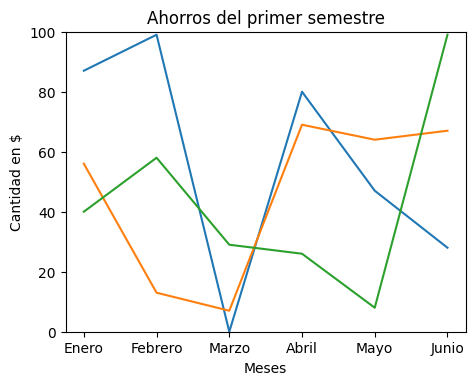 Ahorros del primer semestre
Cantidad en $
100
80
60
40
20
0
Enero Febrero Marzo Abril Mayo Junio
Meses